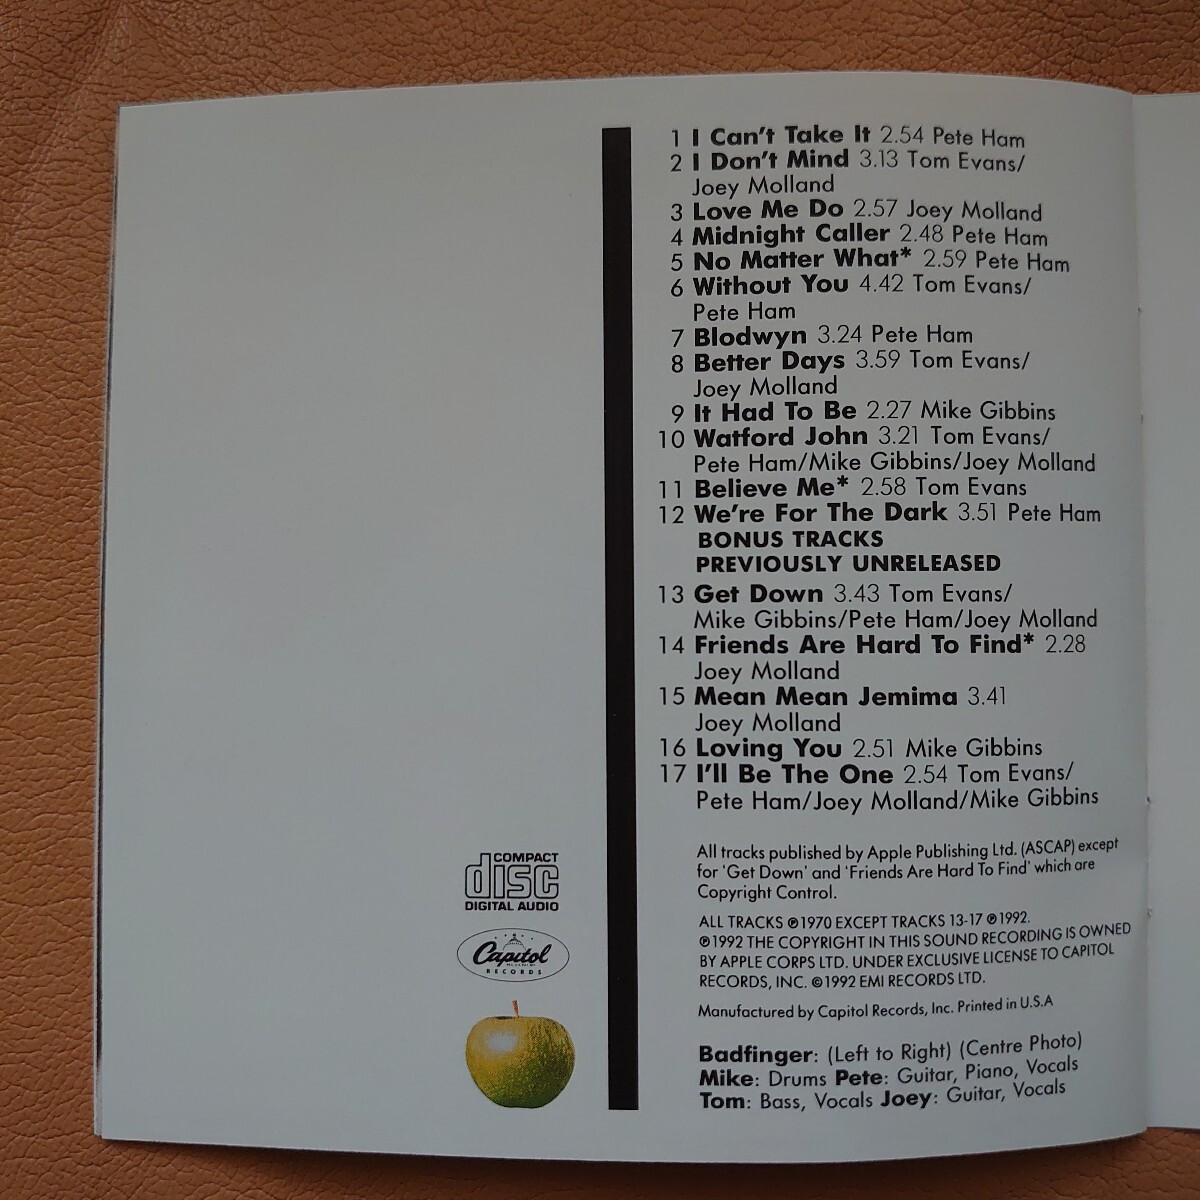 1 I Can't Take It 2.54 Pete Ham
2 I Don't Mind 3.13 Tom Evans/
Joey Molland
3 Love Me Do 2.57 Joey Molland
4 Midnight Caller 2.48 Pete Ham
5 No Matter What* 2.59 Pete Ham
6 Without You 4.42 Tom Evans/
Pete Ham
7 Blodwyn 3.24 Pete Ham
8 Better Days 3.59 Tom Evans/
Joey Molland
9 It Had To Be 2.27 Mike Gibbins
10 Watford John 3.21 Tom Evans/
Pete Ham/Mike Gibbins/Joey Molland
11 Believe Me* 2.58 Tom Evans
12 We're For The Dark 3.51 Pete Ham
BONUS TRACKS
PREVIOUSLY UNRELEASED
13 Get Down 3.43 Tom Evans/
Mike Gibbins/Pete Ham/Joey Molland
14 Friends Are Hard To Find* 2.28
Joey Molland
15 Mean Mean Jemima 3.41
Joey Molland
16 Loving You 2.51 Mike Gibbins
17 I'll Be The One 2.54 Tom Evans/
Pete Ham/Joey Molland/Mike Gibbins
All tracks published by Apple Publishing Ltd. (ASCAP) except
for 'Get Down' and 'Friends Are Hard To Find' which are
Copyright Control.
ALL TRACKS ℗1970 EXCEPT TRACKS 13-17 ℗1992.
℗1992 THE COPYRIGHT IN THIS SOUND RECORDING IS OWNED
BY APPLE CORPS LTD. UNDER EXCLUSIVE LICENSE TO CAPITOL
RECORDS, INC. ©1992 EMI RECORDS LTD.
Manufactured by Capitol Records, Inc. Printed in U.S.A
Badfinger: (Left to Right) (Centre Photo)
Mike: Drums Pete: Guitar, Piano, Vocals
Tom: Bass, Vocals Joey: Guitar, Vocals
COMPACT
disc
DIGITAL AUDIO
Capitol
RECORDS